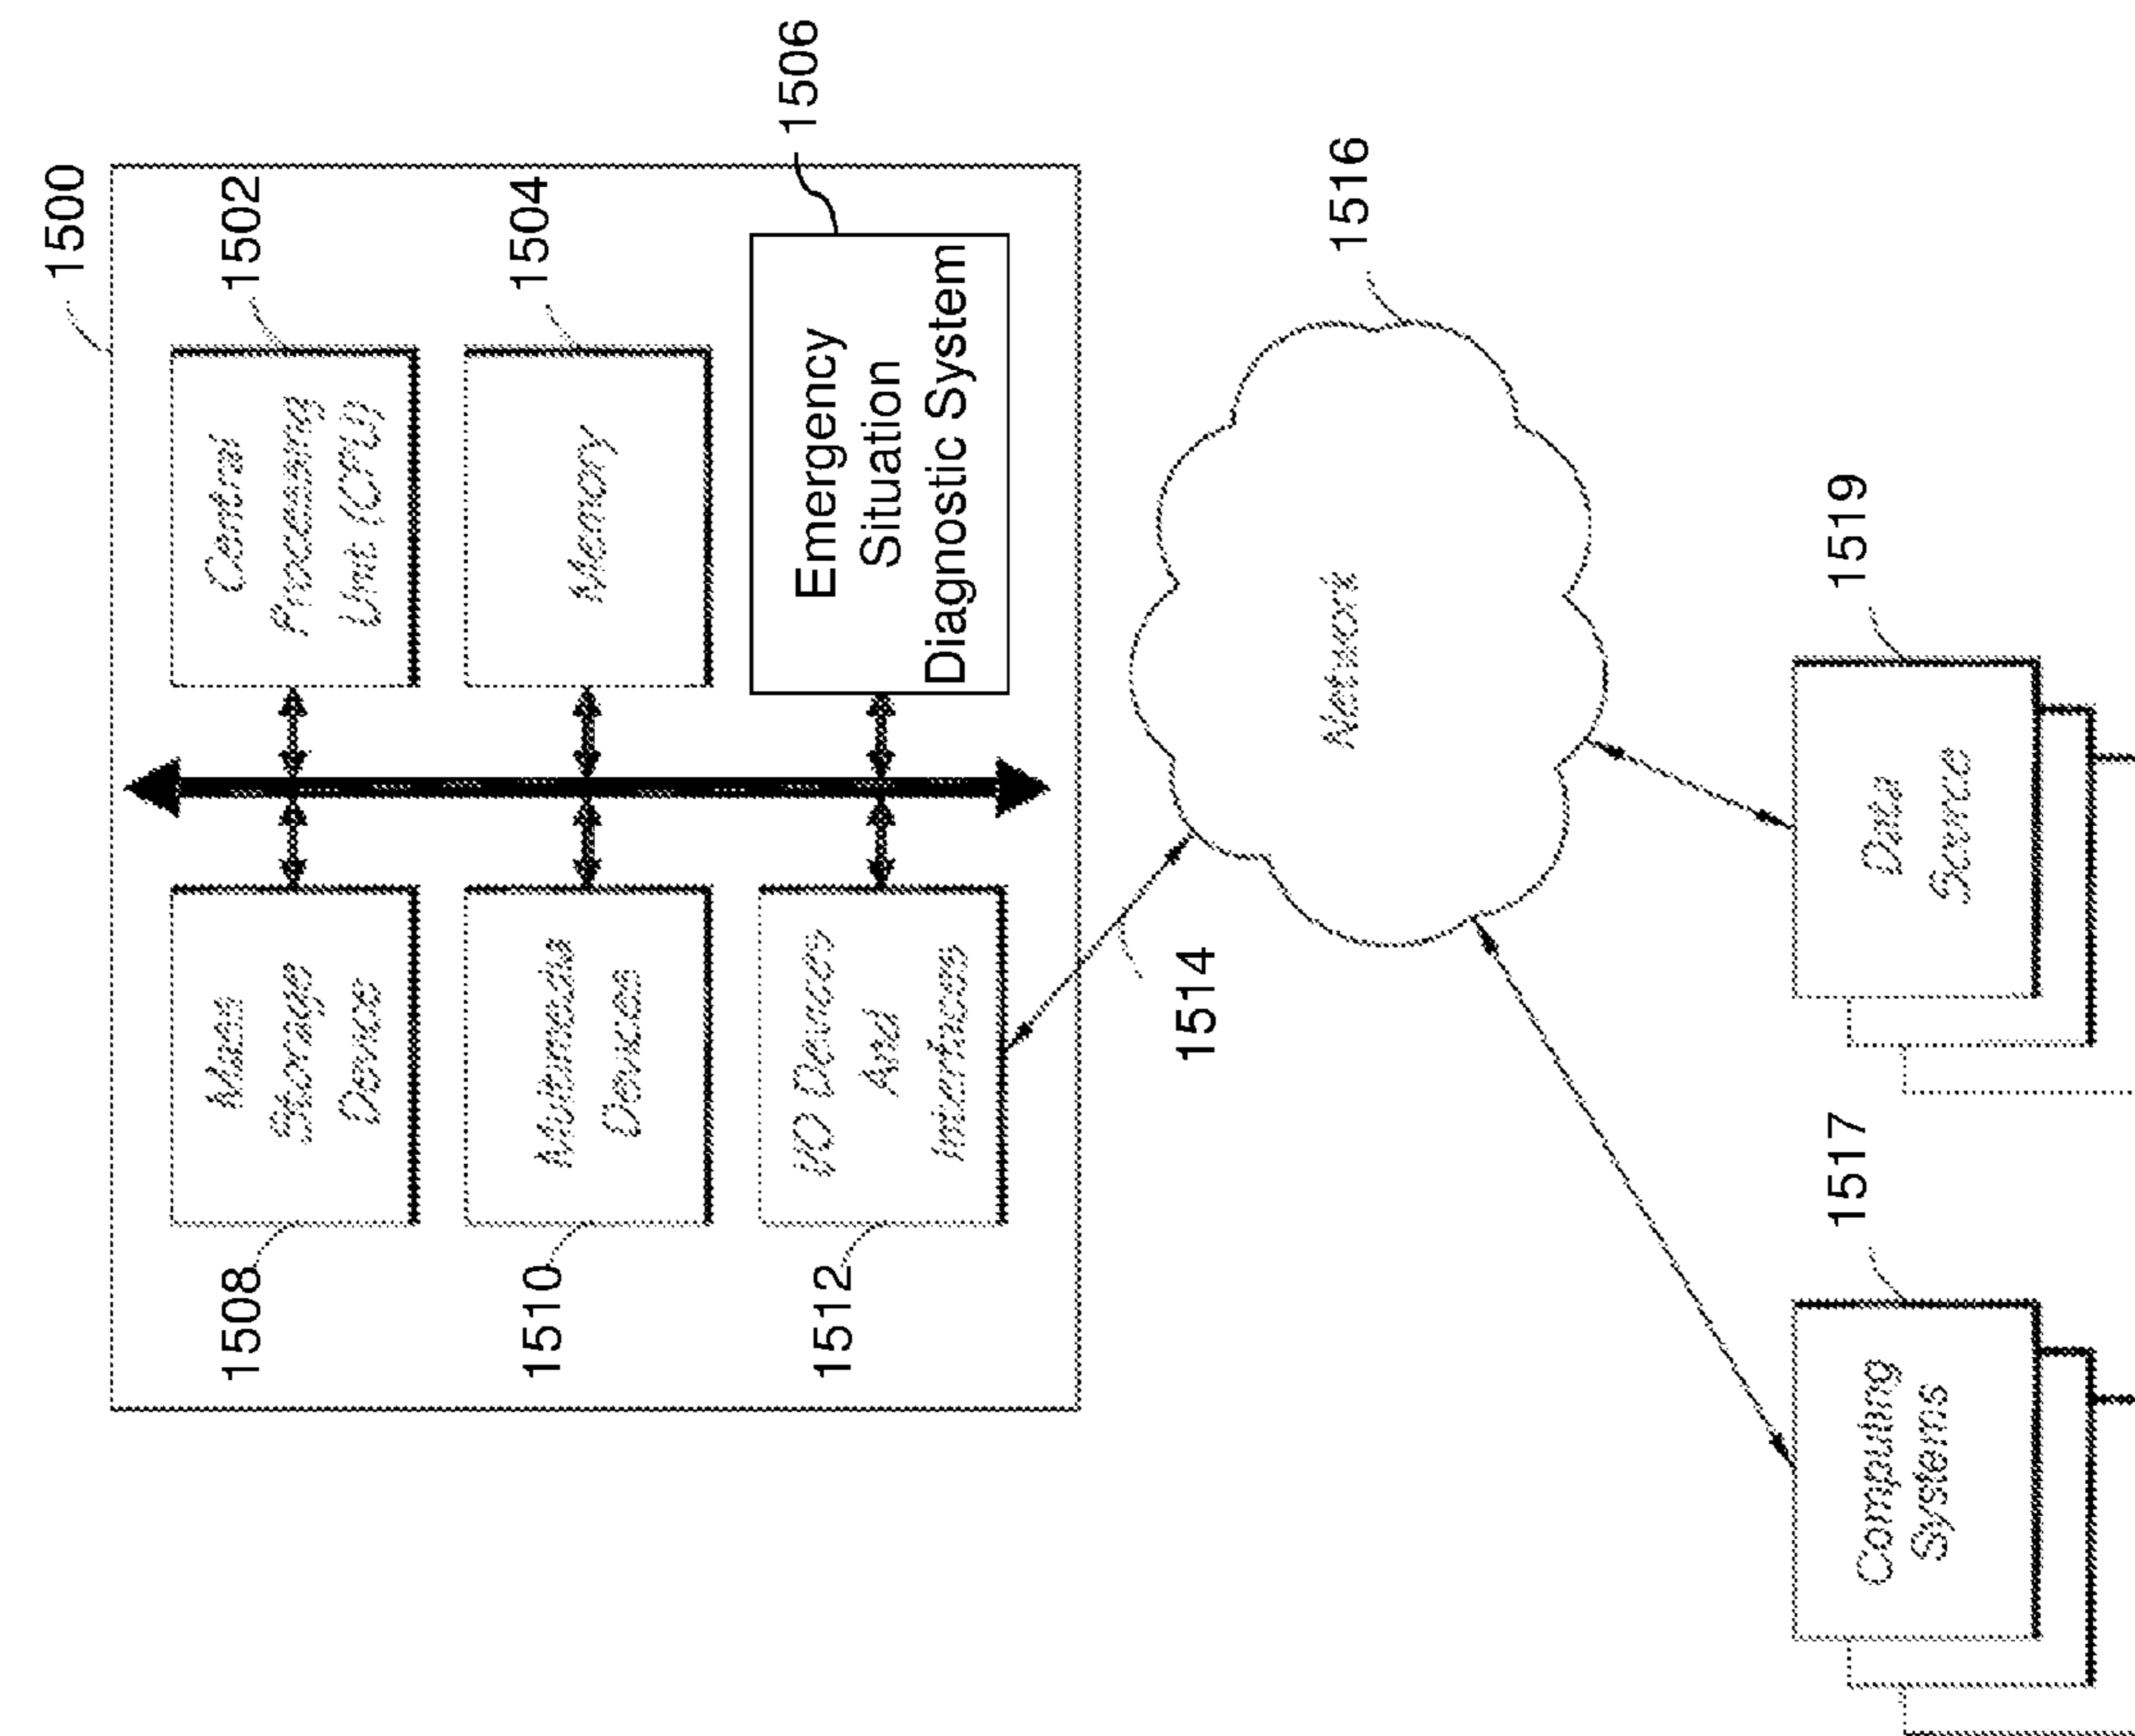 1500
1508
Mass
Storage
Device
Central
Processing
Unit (CPU)
1502
1510
Multimedia
Devices
Memory
1504
1512
I/O Devices
And
Interfaces
Emergency
Situation
Diagnostic System
1506
1514
Network
1516
1517
Computing
Systems
1519
Data
Source